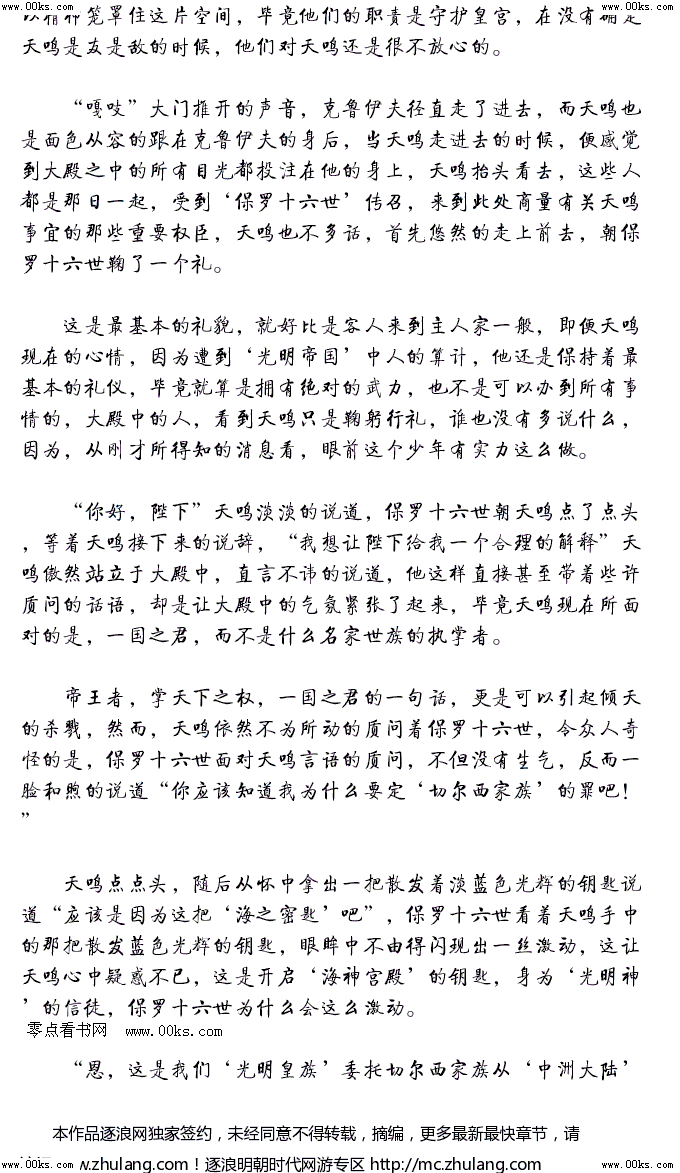 www.00ks.com www.00ks.com
以精神笼罩住这片空间，毕竟他们的职责是守护皇宫，在没有确定
天鸣是友是敌的时候，他们对天鸣还是很不放心的。
“嘎吱”大门推开的声音，克鲁伊夫径直走了进去，而天鸣也
是面色从容的跟在克鲁伊夫的身后，当天鸣走进去的时候，便感觉
到大殿之中的所有目光都投注在他的身上，天鸣抬头看去，这些人
都是那日一起，受到‘保罗十六世’传召，来到此处商量有关天鸣
事宜的那些重要权臣，天鸣也不多话，首先悠然的走上前去，朝保
罗十六世鞠了一个礼。
这是最基本的礼貌，就好比是客人来到主人家一般，即便天鸣
现在的心情，因为遭到‘光明帝国’中人的算计，他还是保持着最
基本的礼仪，毕竟就算是拥有绝对的武力，也不是可以办到所有事
情的，大殿中的人，看到天鸣只是鞠躬行礼，谁也没有多说什么，
因为，从刚才所得知的消息看，眼前这个少年有实力这么做。
“你好，陛下”天鸣淡淡的说道，保罗十六世朝天鸣点了点头
，等着天鸣接下来的说辞，“我想让陛下给我一个合理的解释”天
鸣傲然站立于大殿中，直言不讳的说道，他这样直接甚至带着些许
质问的话语，却是让大殿中的气氛紧张了起来，毕竟天鸣现在所面
对的是，一国之君，而不是什么名家世族的执掌者。
帝王者，掌天下之权，一国之君的一句话，更是可以引起倾天
的杀戮，然而，天鸣依然不为所动的质问着保罗十六世，令众人奇
怪的是，保罗十六世面对天鸣言语的质问，不但没有生气，反而一
脸和煦的说道“你应该知道我为什么要定‘切尔西家族’的罪吧！
”
天鸣点点头，随后从怀中拿出一把散发着淡蓝色光辉的钥匙说
道“应该是因为这把‘海之密匙’吧”，保罗十六世看着天鸣手中
的那把散发蓝色光辉的钥匙，眼眸中不由得闪现出一丝激动，这让
天鸣心中疑惑不已，这是开启‘海神宫殿’的钥匙，身为‘光明神
’的信徒，保罗十六世为什么会这么激动。
零点看书网 www.00ks.com
“恩，这是我们‘光明皇族’委托切尔西家族从‘中洲大陆’
本作品逐浪网独家签约，未经同意不得转载，摘编，更多最新最快章节，请
www.zhulang.com！逐浪明朝时代网游专区 http://mc.zhulang.com
www.00ks.com www.00ks.com